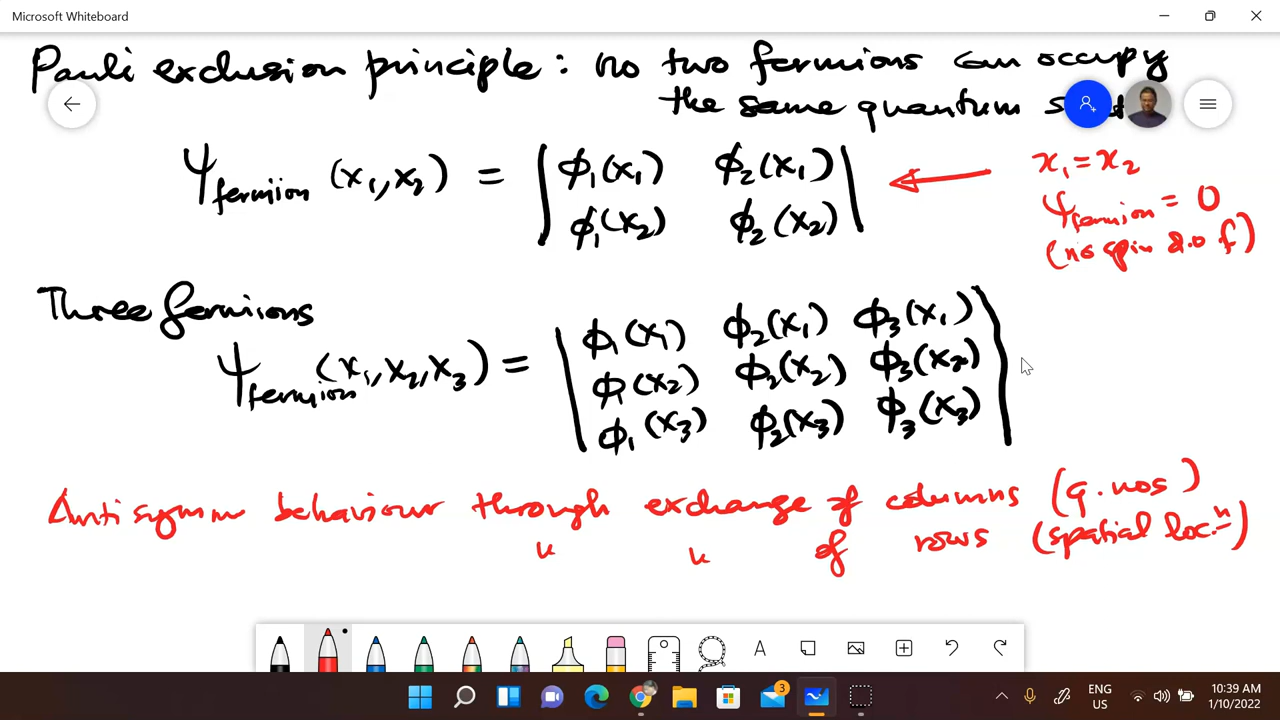 Microsoft Whiteboard
Pauli exclusion principle: no two fermions can occupy
the same quantum
Ψfermion (x₁,x₂) = | ϕ₁(x₁) ϕ₂(x₁) |
| ϕ₁(x₂) ϕ₂(x₂) |
x₁ = x₂
Ψfermion = 0
(no spin d.o f)
Three fermions
Ψfermion (x₁,x₂,x₃) = | ϕ₁(x₁) ϕ₂(x₁) ϕ₃(x₁) |
| ϕ₁(x₂) ϕ₂(x₂) ϕ₃(x₂) |
| ϕ₁(x₃) ϕ₂(x₃) ϕ₃(x₃) |
Antisymm behaviour through exchange of columns (q.nos)
" " of rows (spatial loc.ⁿ)
A
3
ENG
US
10:39 AM
1/10/2022